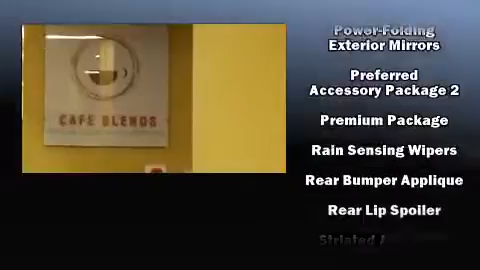 CAFE BLENDS
Power-Folding
Exterior Mirrors
Preferred
Accessory Package 2
Premium Package
Rain Sensing Wipers
Rear Bumper Applique
Rear Lip Spoiler
Striated